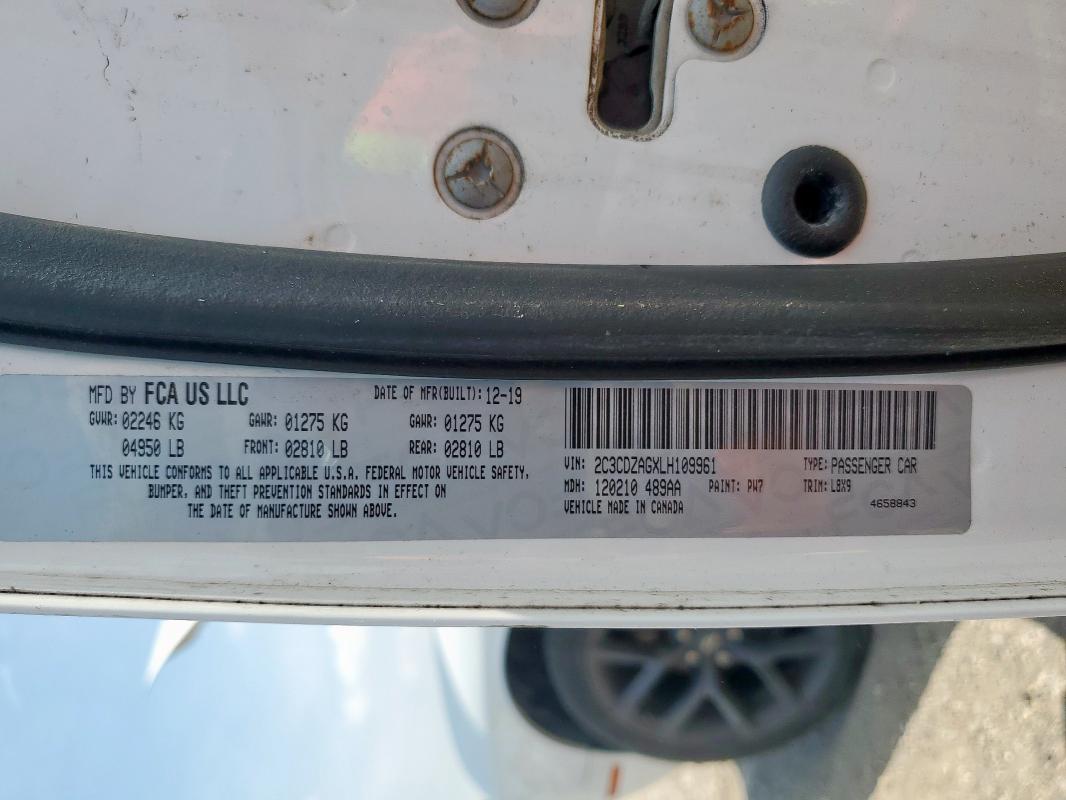 MFD BY FCA US LLC DATE OF MFR(BUILT): 12-19
GVWR: 02246 KG GAWR: 01275 KG GAWR: 01275 KG
04950 LB FRONT: 02810 LB REAR: 02810 LB
THIS VEHICLE CONFORMS TO ALL APPLICABLE U.S.A. FEDERAL MOTOR VEHICLE SAFETY,
BUMPER, AND THEFT PREVENTION STANDARDS IN EFFECT ON
THE DATE OF MANUFACTURE SHOWN ABOVE.
VIN: 2C3CDZAGXLH109961 TYPE: PASSENGER CAR
MDH: 120210 489AA PAINT: PW7 TRIM: L8X9
VEHICLE MADE IN CANADA 4658843